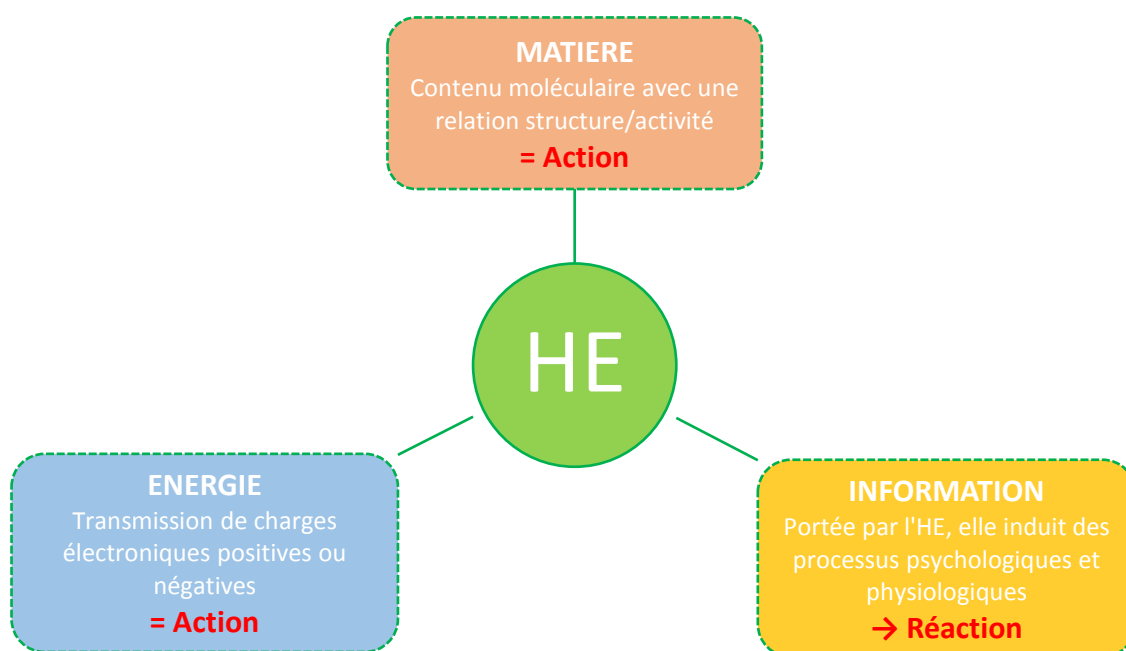 MATIERE
Contenu moléculaire avec une
relation structure/activité
= Action
HE
ENERGIE
Transmission de charges
électroniques positives ou
négatives
= Action
INFORMATION
Portée par l'HE, elle induit des
processus psychologiques et
physiologiques
→ Réaction